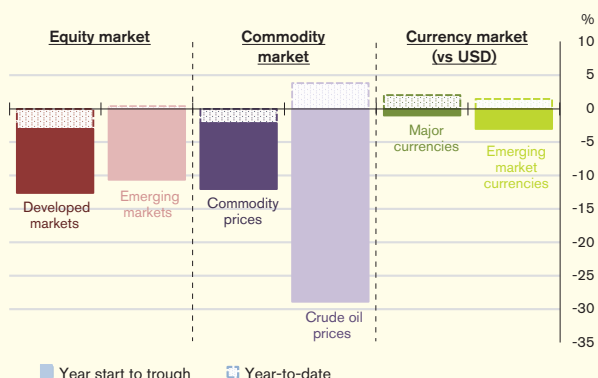 %
Equity market
Commodity
market
Currency market
(vs USD)
10
5
0
-5
-10
-15
-20
-25
-30
-35
Developed
markets
Emerging
markets
Commodity
prices
Crude oil
prices
Major
currencies
Emerging
market
currencies
Year start to trough
Year-to-date